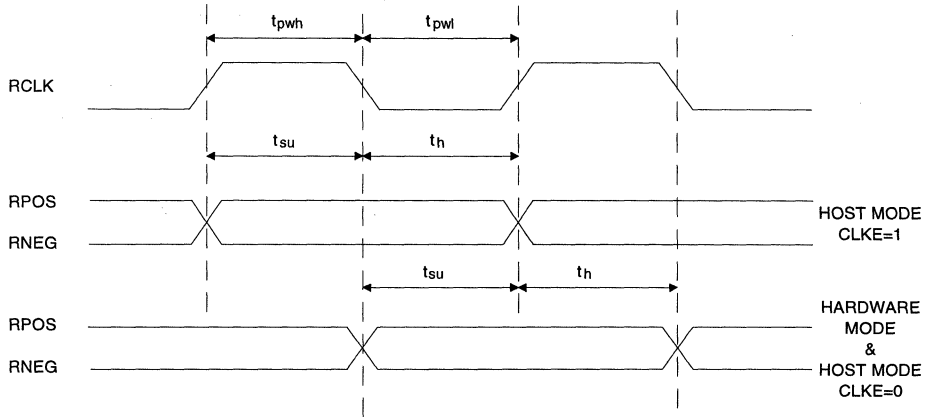 tpwh tpwl
RCLK
tsu th
RPOS
RNEG
HOST MODE
CLKE=1
tsu th
RPOS
RNEG
HARDWARE
MODE
&
HOST MODE
CLKE=0